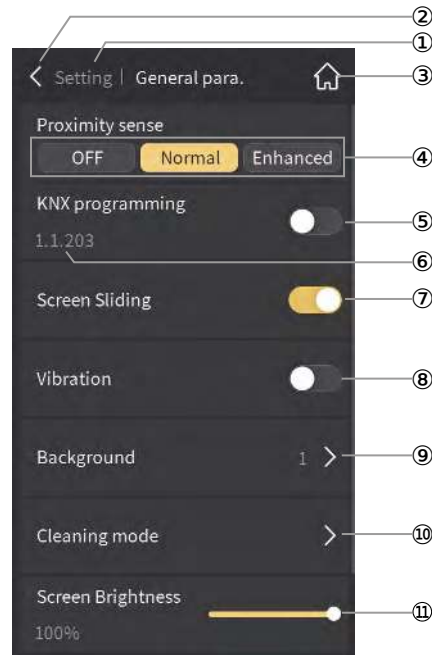 ②
①
Setting | General para. ③
Proximity sense
OFF Normal Enhanced ④
KNX programming ⑤
1.1.203 ⑥
Screen Sliding ⑦
Vibration ⑧
Background 1 ⑨
Cleaning mode ⑩
Screen Brightness ⑪
100%